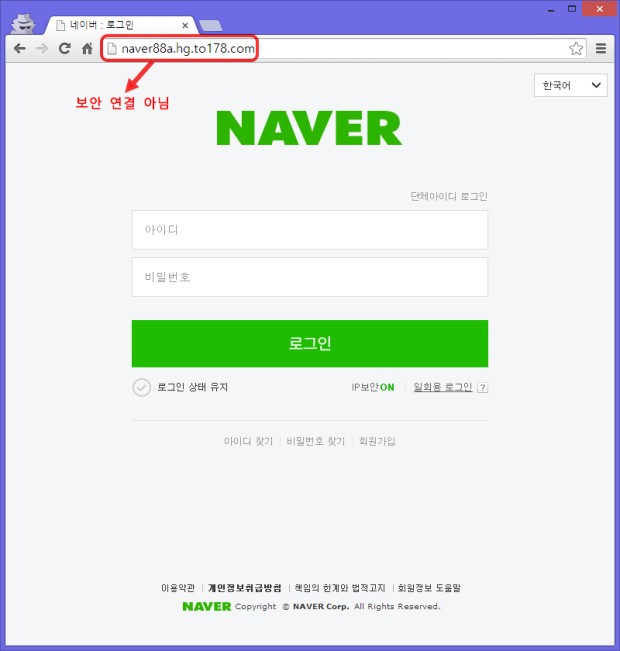 네이버 : 로그인
naver88a.hg.to178.com
보안 연결 아님
한국어
NAVER
단체아이디 로그인
아이디
비밀번호
로그인
로그인 상태 유지 IP보안 ON 일회용 로그인 ?
아이디 찾기 비밀번호 찾기 회원가입
이용약관 개인정보취급방침 책임의 한계와 법적고지 회원정보 도움말
NAVER Copyright © NAVER Corp. All Rights Reserved.